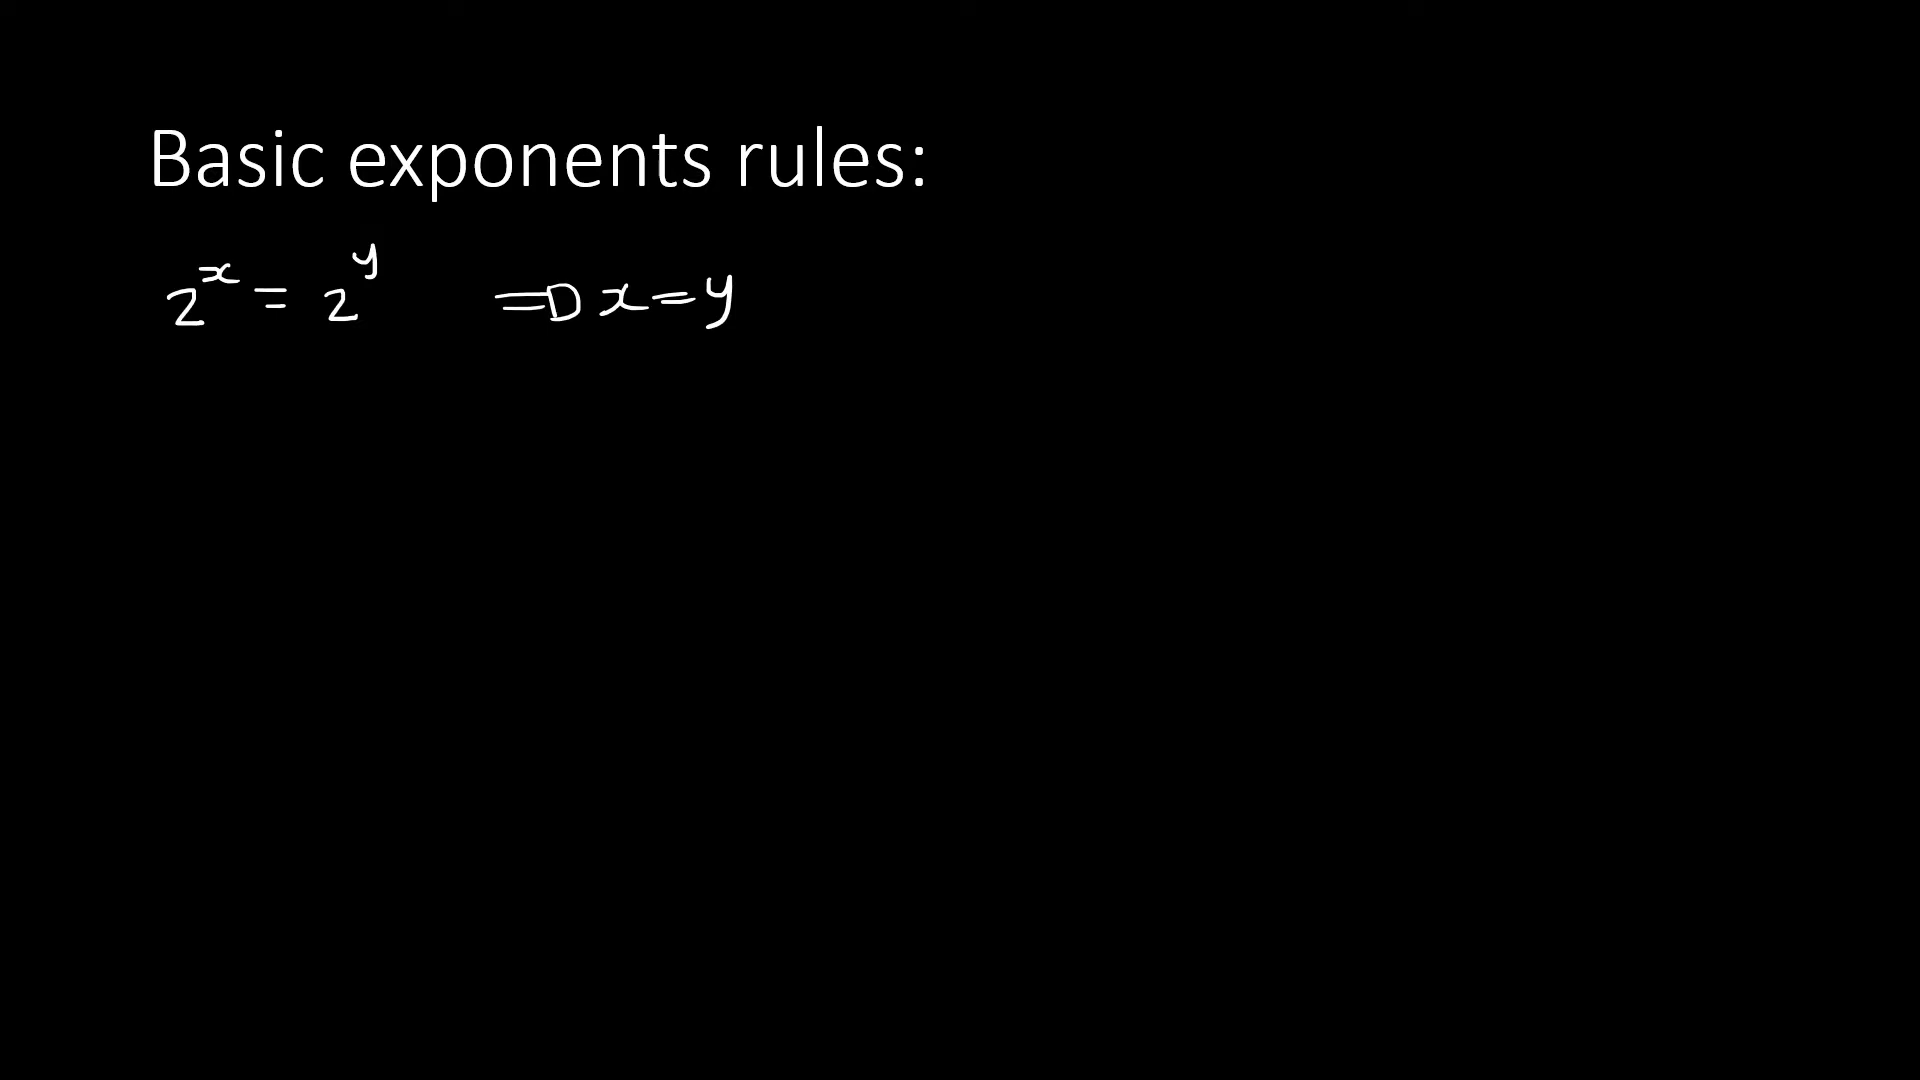 Basic exponents rules:
2^x = 2^y ⇒ x = y